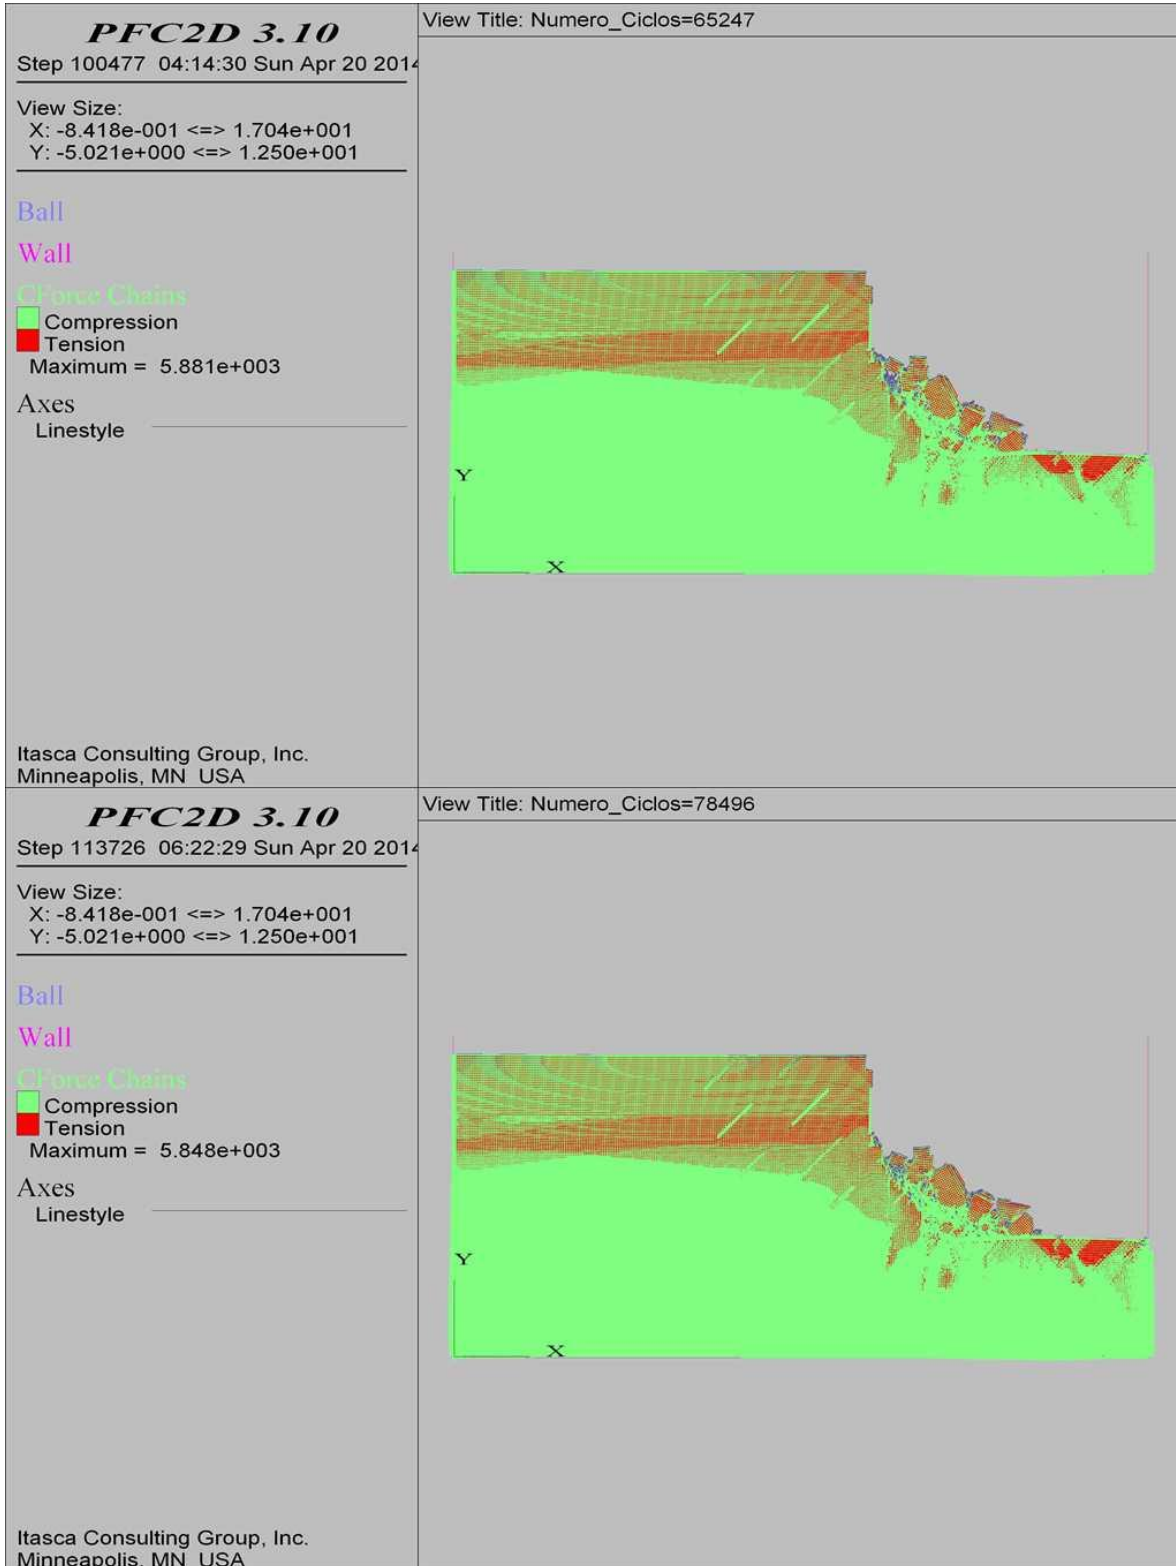 PFC2D 3.10
Step 100477  04:14:30 Sun Apr 20 2014
View Size:
X: -8.418e-001 <=> 1.704e+001
Y: -5.021e+000 <=> 1.250e+001
Ball
Wall
CForce Chains
Compression
Tension
Maximum =  5.881e+003
Axes
Linestyle
Itasca Consulting Group, Inc.
Minneapolis, MN  USA
View Title: Numero_Ciclos=65247
Y
X
PFC2D 3.10
Step 113726  06:22:29 Sun Apr 20 2014
View Size:
X: -8.418e-001 <=> 1.704e+001
Y: -5.021e+000 <=> 1.250e+001
Ball
Wall
CForce Chains
Compression
Tension
Maximum =  5.848e+003
Axes
Linestyle
Itasca Consulting Group, Inc.
Minneapolis, MN  USA
View Title: Numero_Ciclos=78496
Y
X